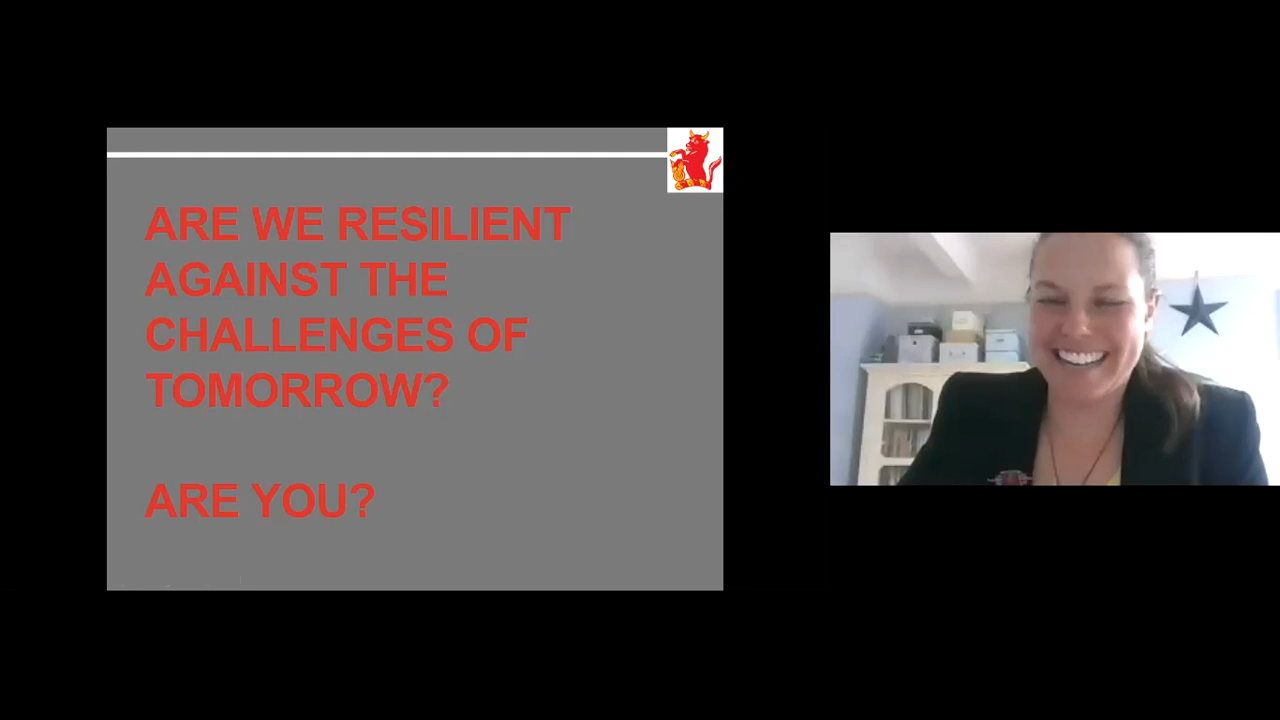 ARE WE RESILIENT
AGAINST THE
CHALLENGES OF
TOMORROW?
ARE YOU?